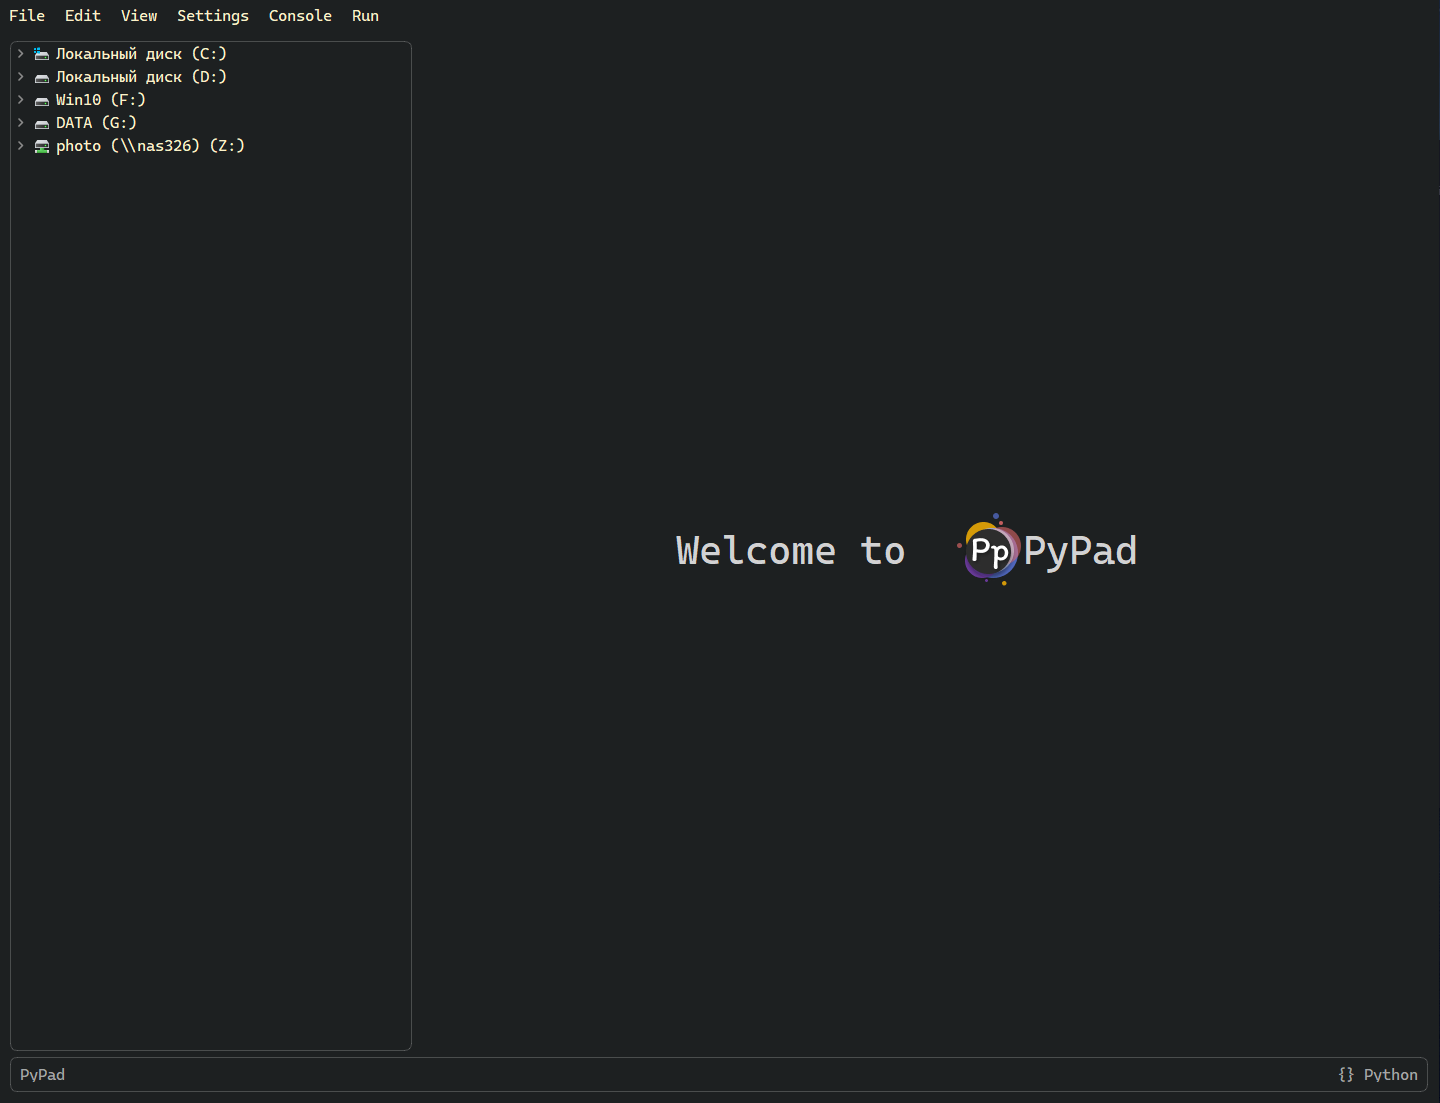 File Edit View Settings Console Run
Локальный диск (C:)
Локальный диск (D:)
Win10 (F:)
DATA (G:)
photo (\\nas326) (Z:)
Welcome to Pp PyPad
PyPad {} Python